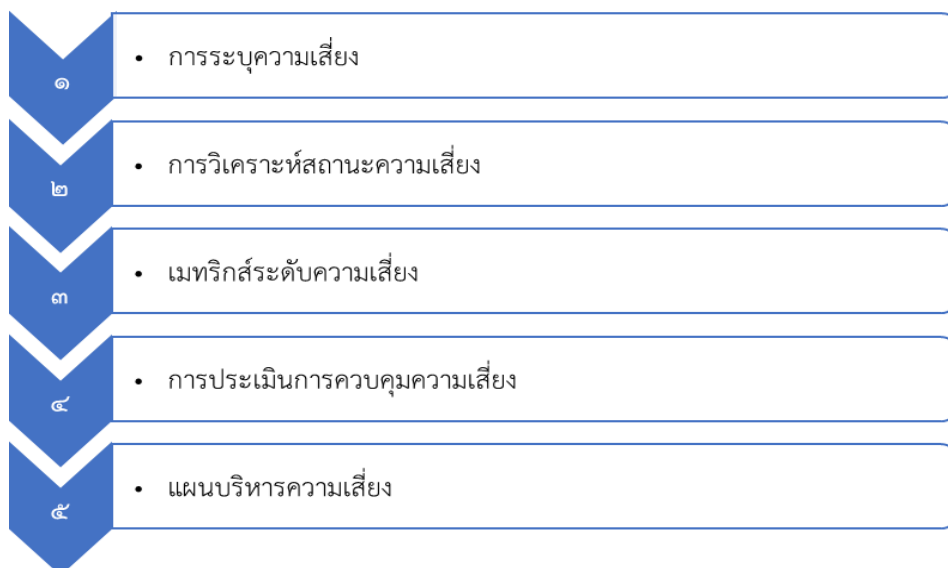 ๑
• การระบุความเสี่ยง
๒
• การวิเคราะห์สถานะความเสี่ยง
๓
• เมทริกส์ระดับความเสี่ยง
๔
• การประเมินการควบคุมความเสี่ยง
๕
• แผนบริหารความเสี่ยง